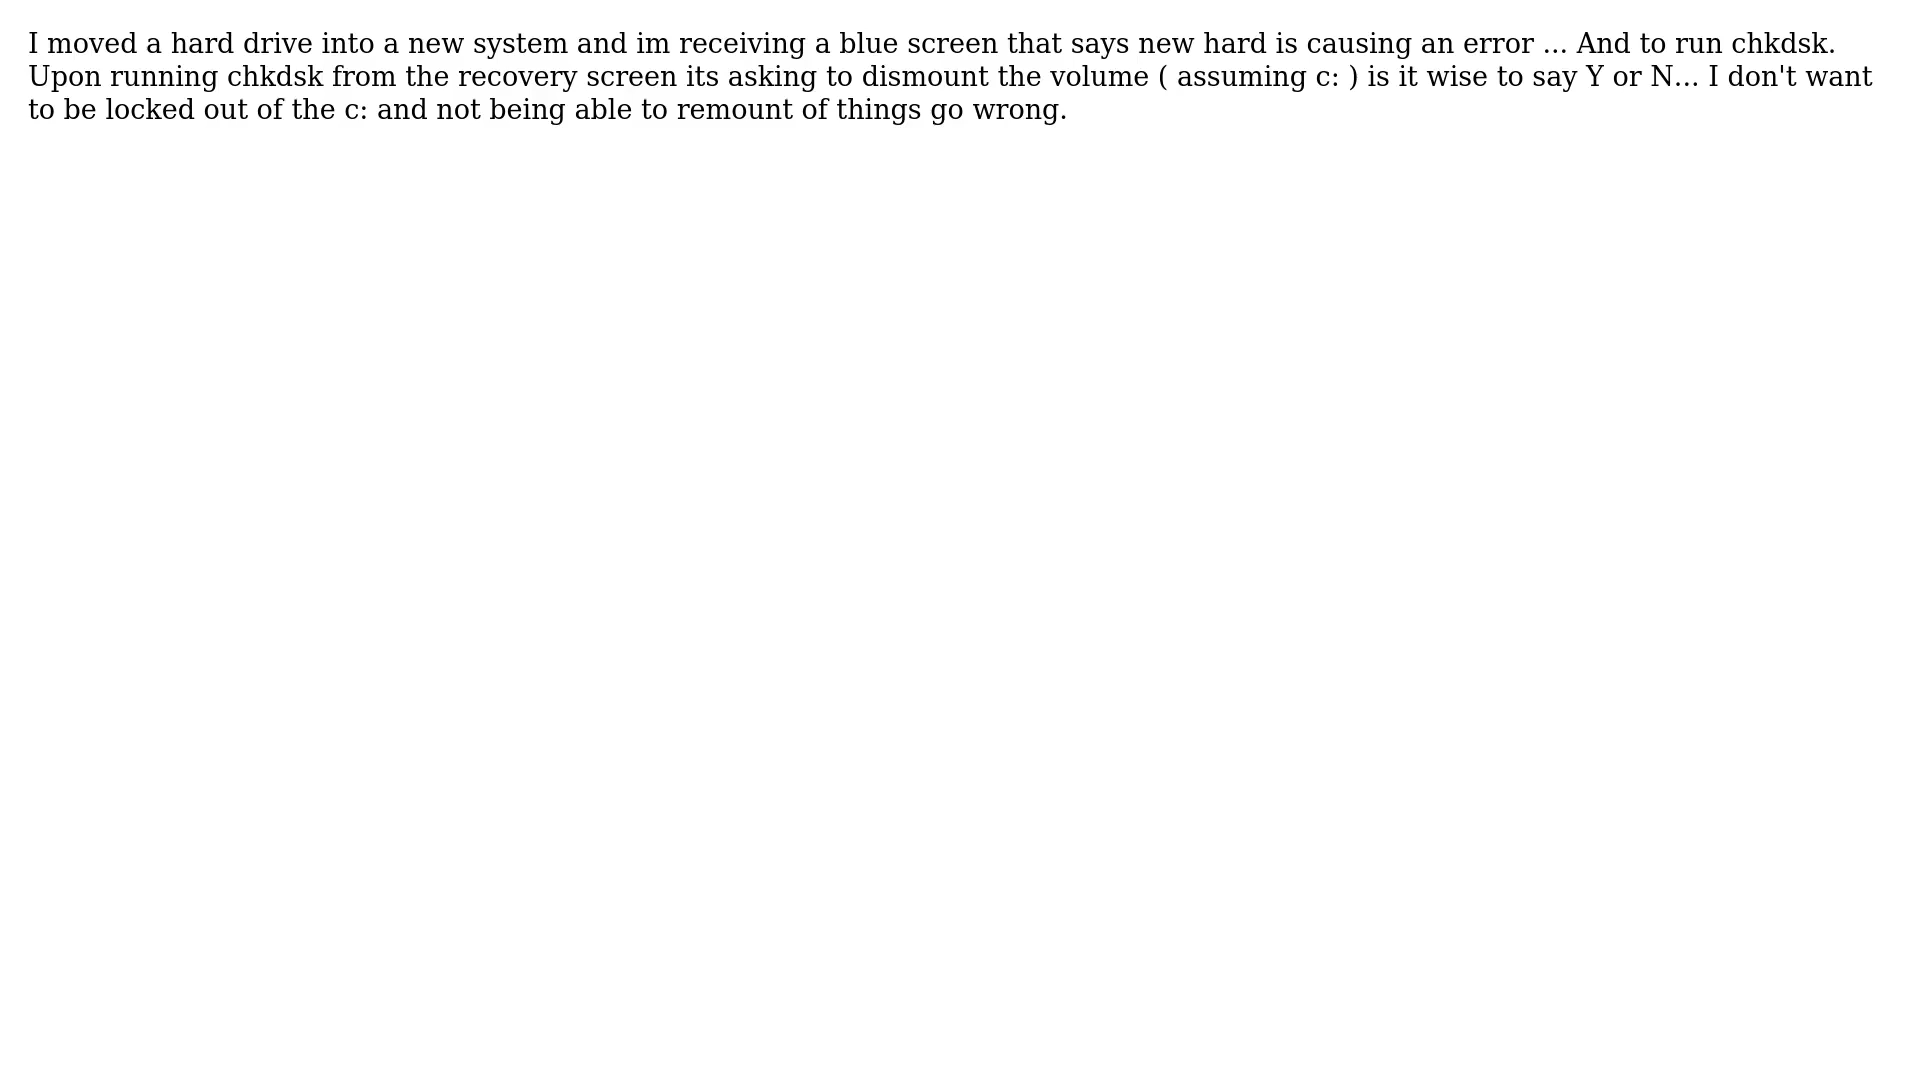 I moved a hard drive into a new system and im receiving a blue screen that says new hard is causing an error ... And to run chkdsk.
Upon running chkdsk from the recovery screen its asking to dismount the volume ( assuming c: ) is it wise to say Y or N... I don't want
to be locked out of the c: and not being able to remount of things go wrong.